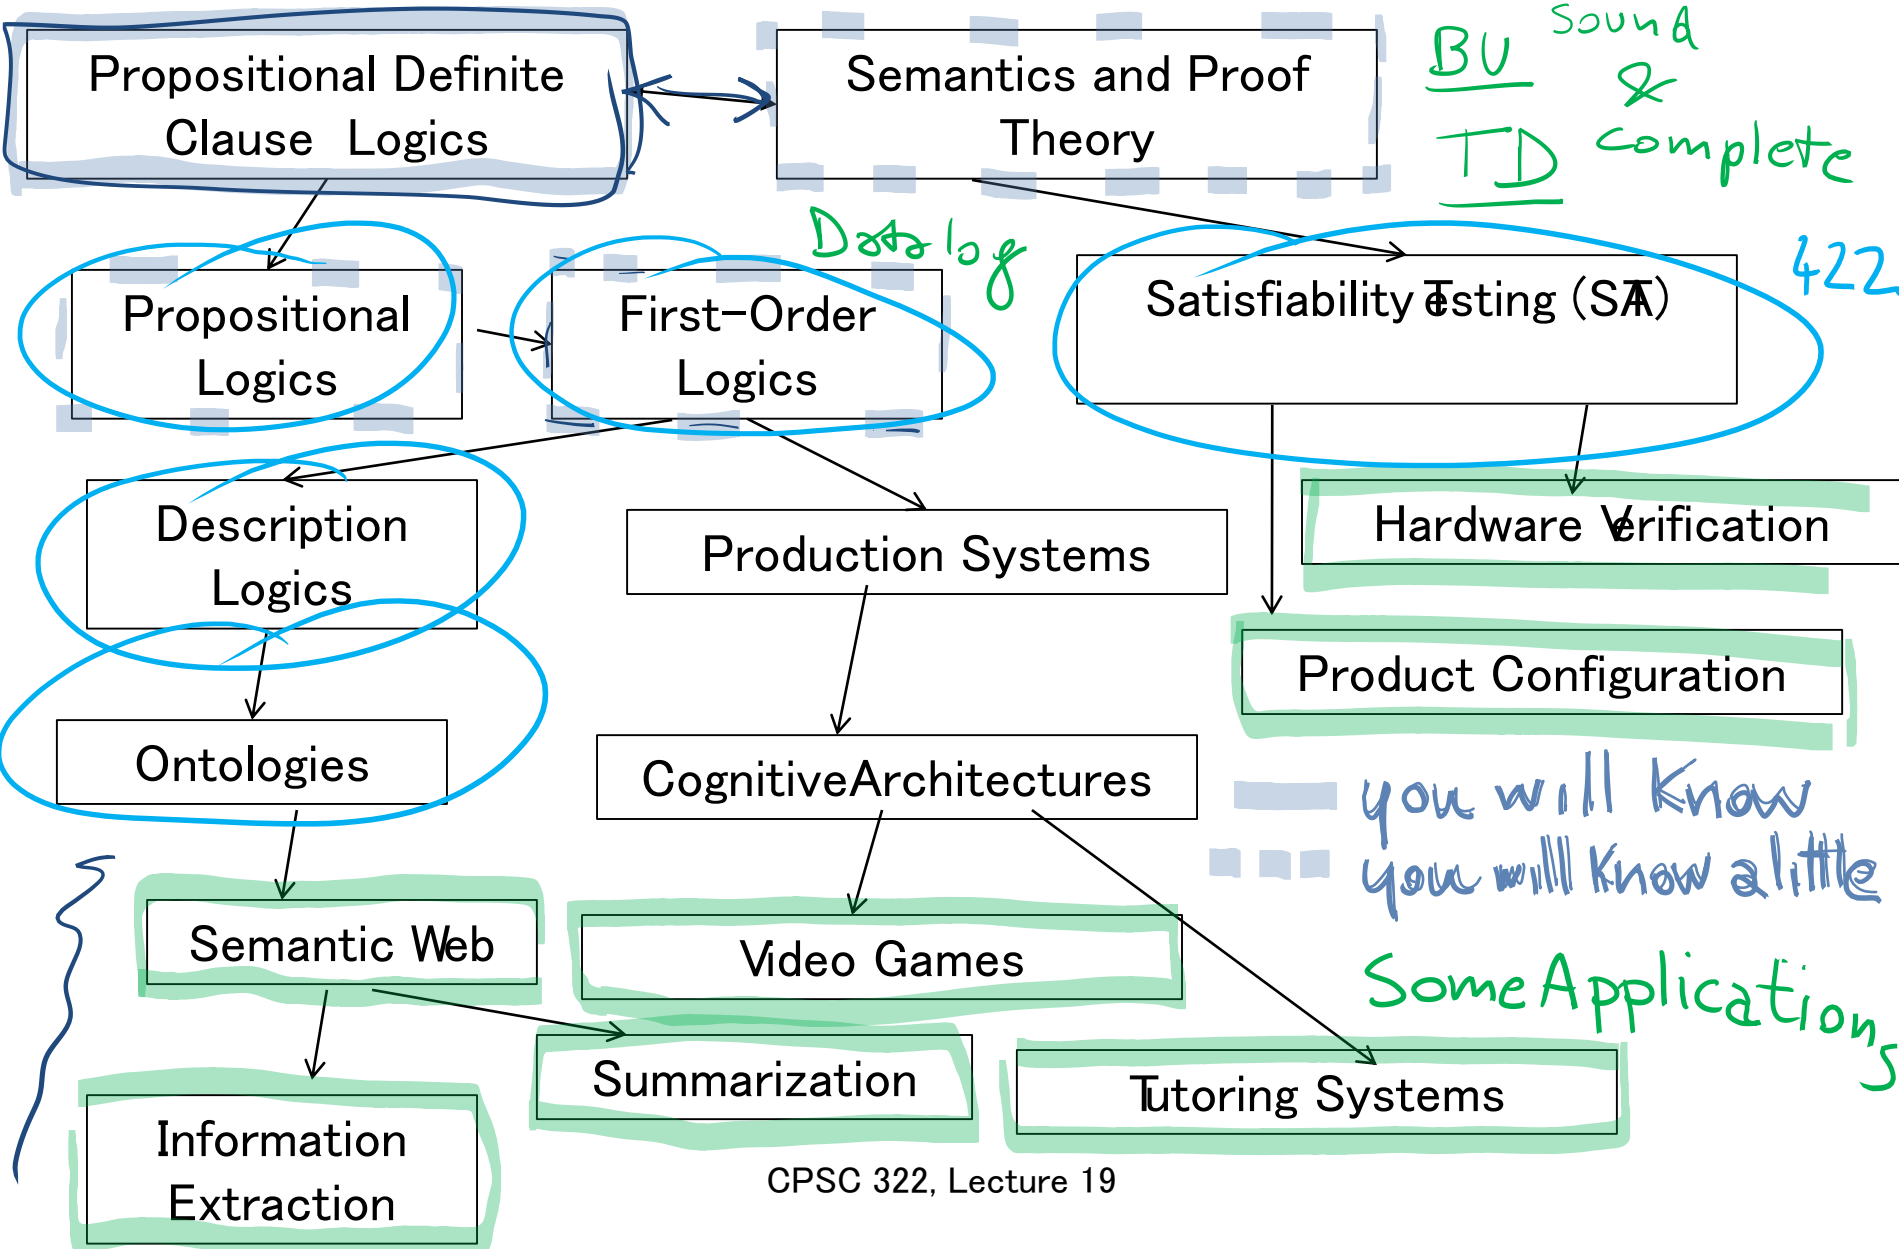 Propositional Definite
Clause Logics
Semantics and Proof
Theory
BU
TD
Sound
&
Complete
Propositional
Logics
Datalog
First-Order
Logics
Satisfiability Testing (SAT)
422
Description
Logics
Production Systems
Hardware Verification
Product Configuration
Ontologies
CognitiveArchitectures
you will know
you will know a little
Semantic Web
Video Games
Some Applications
Summarization
Tutoring Systems
Information
Extraction
CPSC 322, Lecture 19